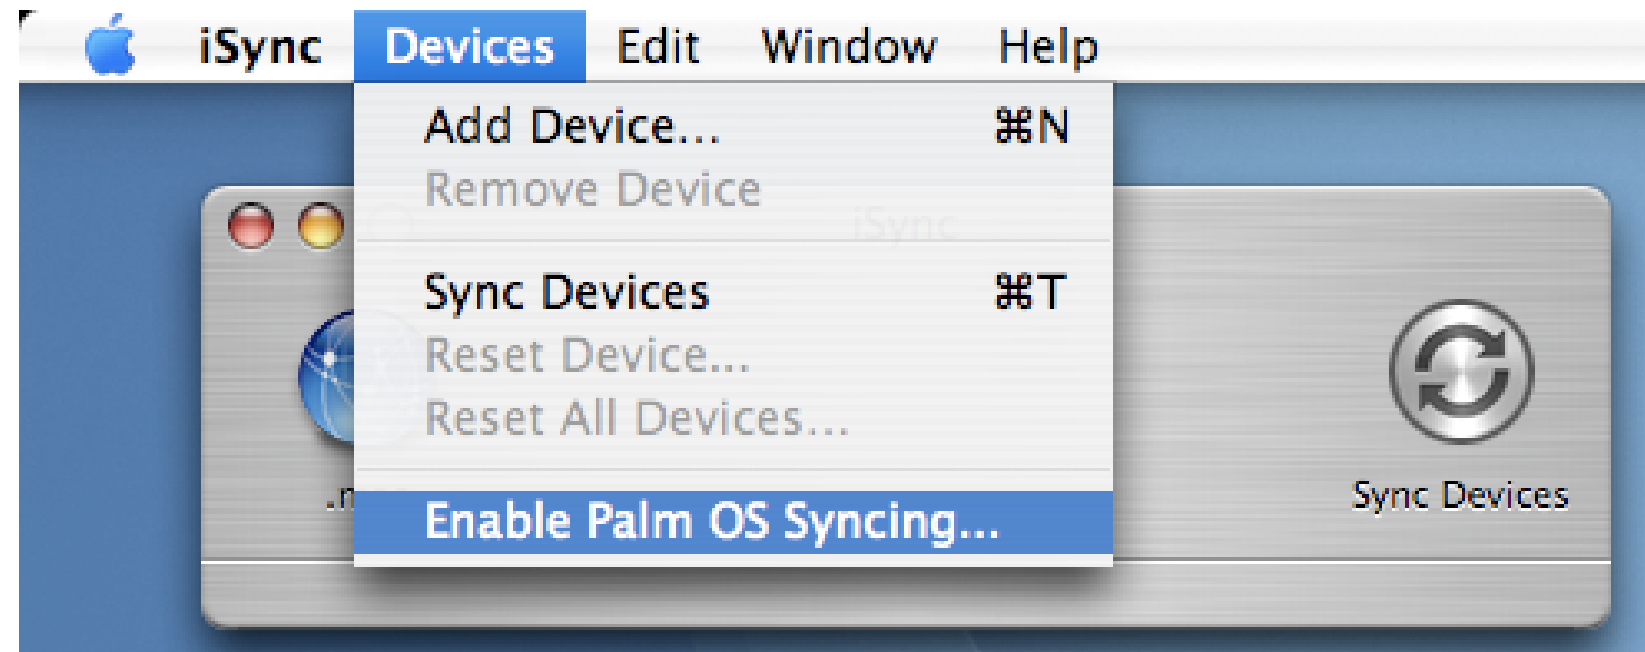 iSync Devices Edit Window Help
Add Device... ⌘N
Remove Device
iSync
Sync Devices ⌘T
Reset Device...
Reset All Devices...
Sync Devices
Enable Palm OS Syncing...